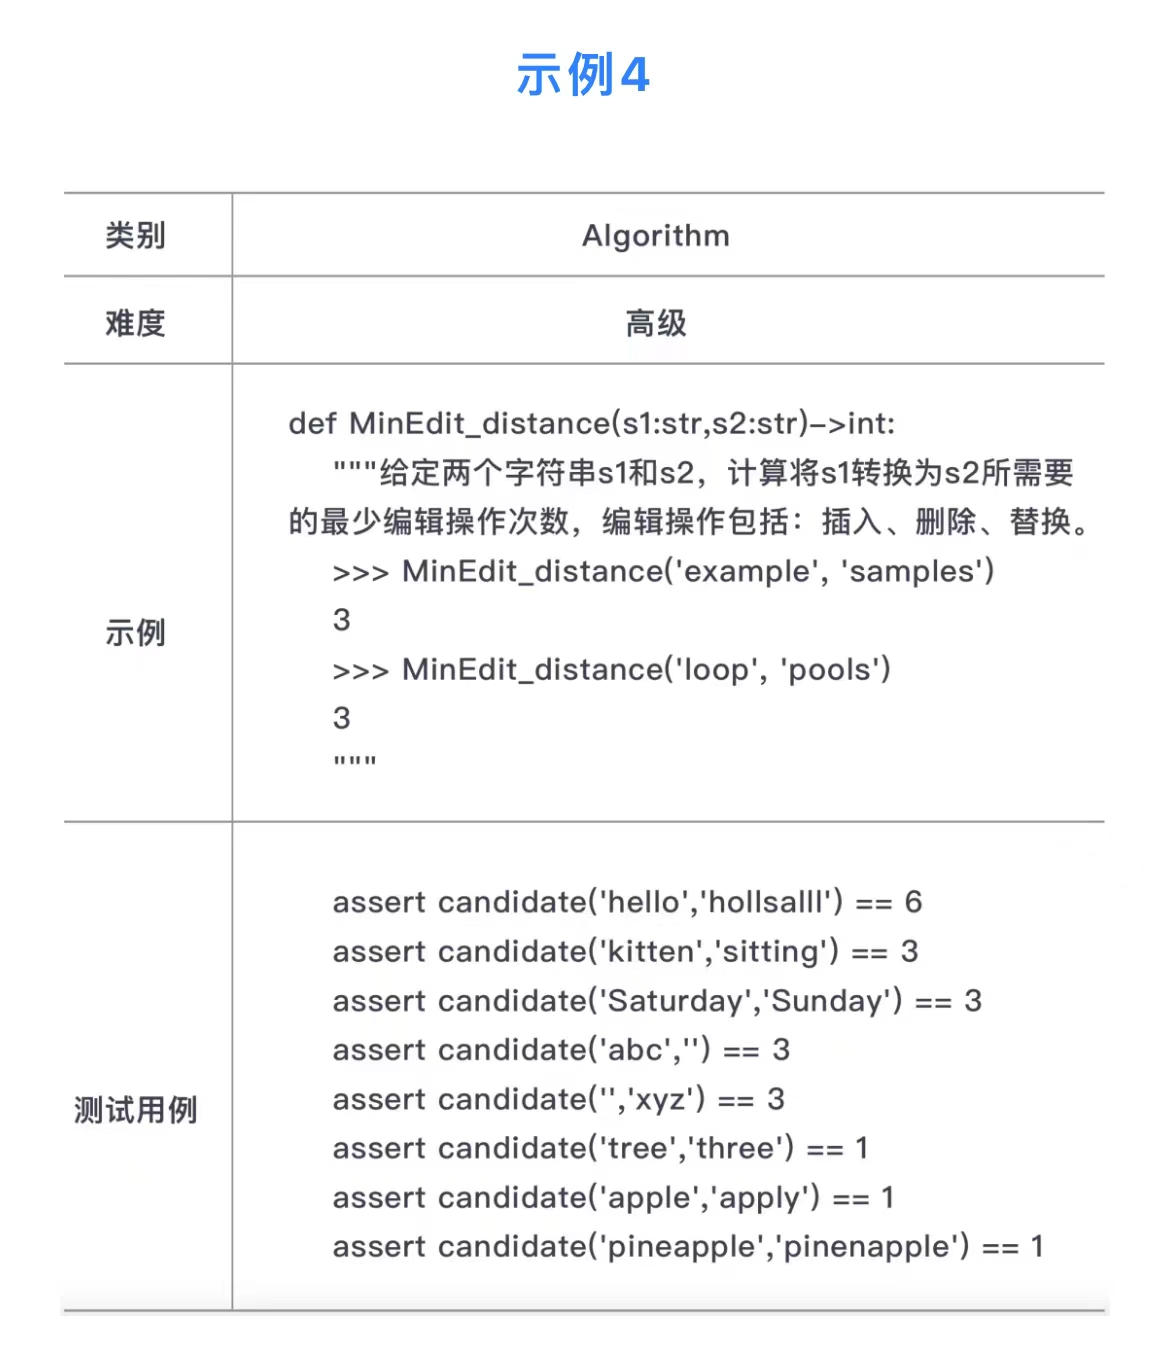 示例4
类别
Algorithm
难度
高级
示例
def MinEdit_distance(s1:str,s2:str)->int:
"""给定两个字符串s1和s2，计算将s1转换为s2所需要
的最少编辑操作次数，编辑操作包括：插入、删除、替换。
>>> MinEdit_distance('example', 'samples')
3
>>> MinEdit_distance('loop', 'pools')
3
"""
测试用例
assert candidate('hello','hollsalll') == 6
assert candidate('kitten','sitting') == 3
assert candidate('Saturday','Sunday') == 3
assert candidate('abc','') == 3
assert candidate('','xyz') == 3
assert candidate('tree','three') == 1
assert candidate('apple','apply') == 1
assert candidate('pineapple','pinenapple') == 1